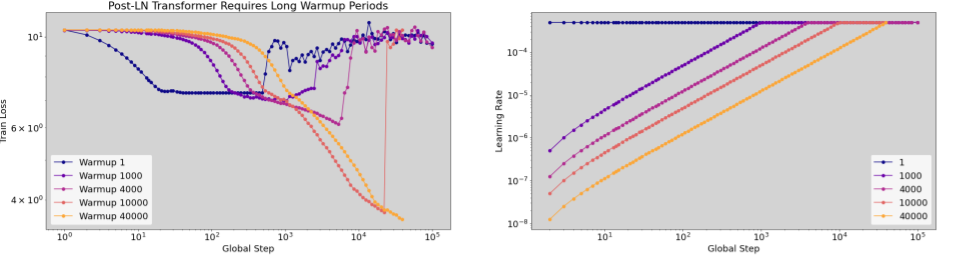 Post-LN Transformer Requires Long Warmup Periods
10¹
6 × 10⁰
4 × 10⁰
Train Loss
Warmup 1
Warmup 1000
Warmup 4000
Warmup 10000
Warmup 40000
10⁰ 10¹ 10² 10³ 10⁴ 10⁵
Global Step
10⁻⁴
10⁻⁵
10⁻⁶
10⁻⁷
10⁻⁸
Learning Rate
1
1000
4000
10000
40000
10¹ 10² 10³ 10⁴ 10⁵
Global Step